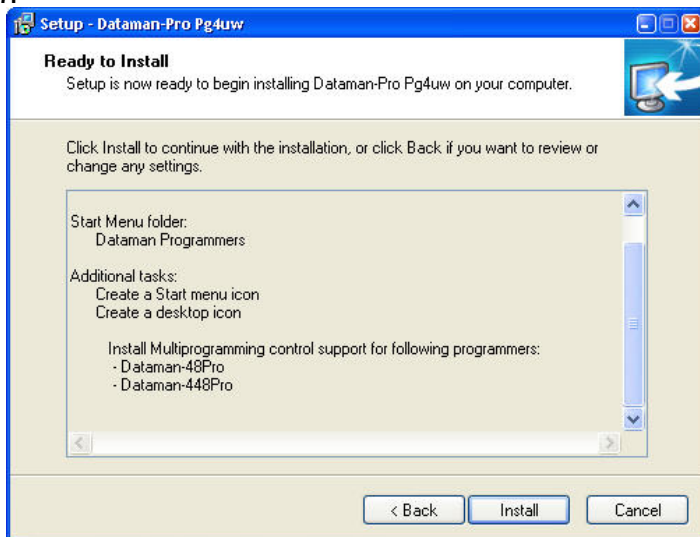 Setup - Dataman-Pro Pg4uw
Ready to Install
Setup is now ready to begin installing Dataman-Pro Pg4uw on your computer.
Click Install to continue with the installation, or click Back if you want to review or
change any settings.
Start Menu folder:
Dataman Programmers
Additional tasks:
Create a Start menu icon
Create a desktop icon
Install Multiprogramming control support for following programmers:
- Dataman-48Pro
- Dataman-448Pro
< Back
Install
Cancel